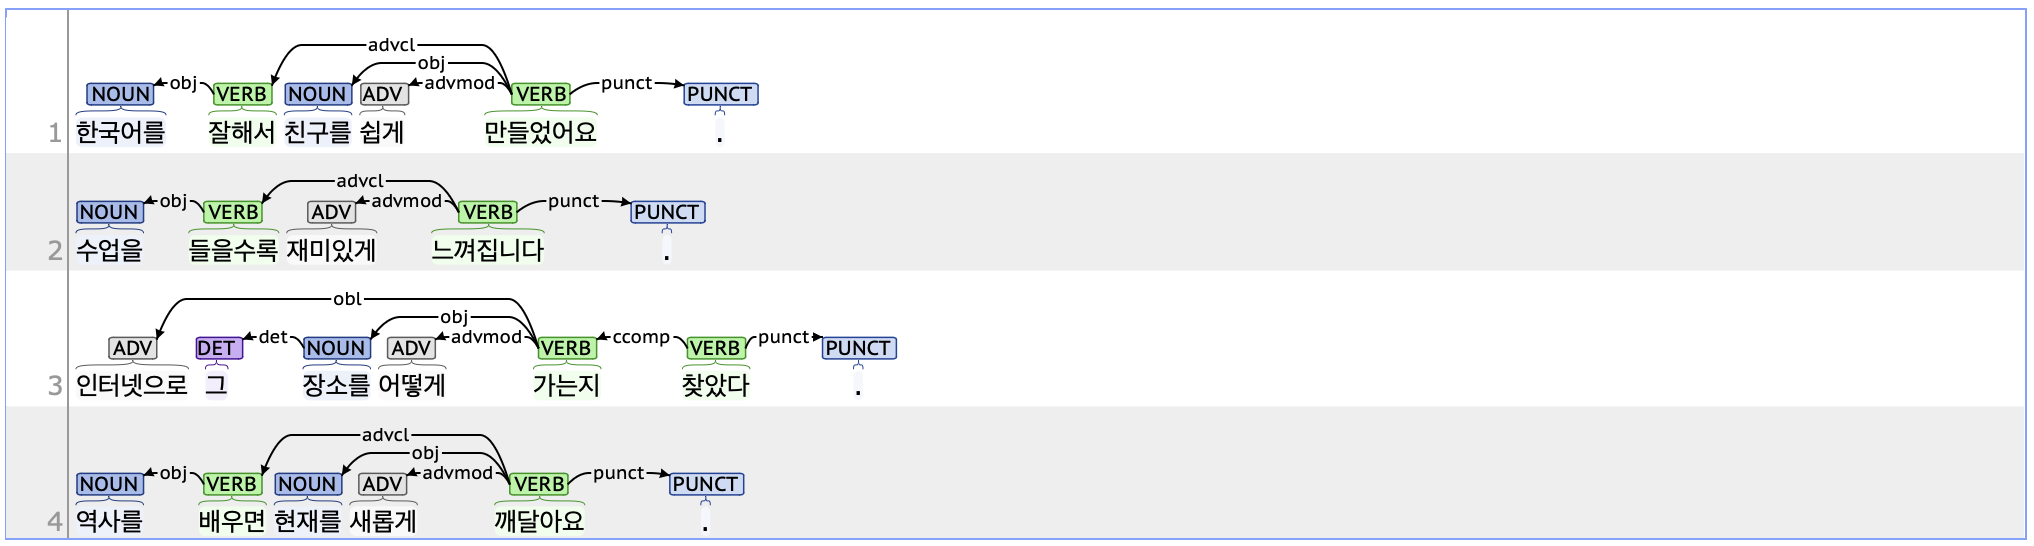 advcl
obj
obj advmod punct
NOUN VERB NOUN ADV VERB PUNCT
1 한국어를 잘해서 친구를 쉽게 만들었어요 .
advcl
obj advmod punct
NOUN VERB ADV VERB PUNCT
2 수업을 들을수록 재미있게 느껴집니다 .
obl
obj
det advmod ccomp punct
ADV DET NOUN ADV VERB VERB PUNCT
3 인터넷으로 그 장소를 어떻게 가는지 찾았다 .
advcl
obj
obj advmod punct
NOUN VERB NOUN ADV VERB PUNCT
4 역사를 배우면 현재를 새롭게 깨달아요 .